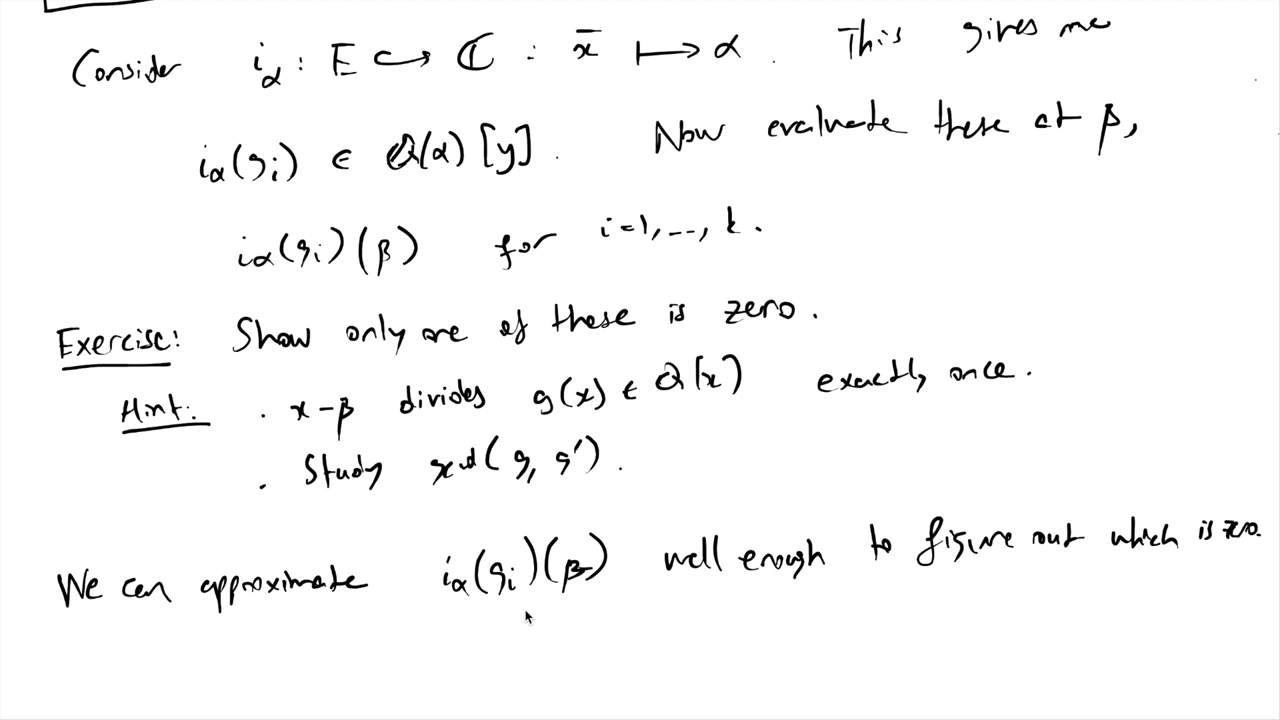 Consider i_α : E ↪ ℂ : x̄ ⟼ α . This gives me
i_α(g_i) ∈ ℚ(α)[y] . Now evaluate these at β,
i_α(g_i)(β) for i=1,..., k.
Exercise: Show only one of these is zero.
Hint: · x-β divides g(x) ∈ ℚ[x] exactly once.
· Study gcd(g, g').
We can approximate i_α(g_i)(β) well enough to figure out which is zero.